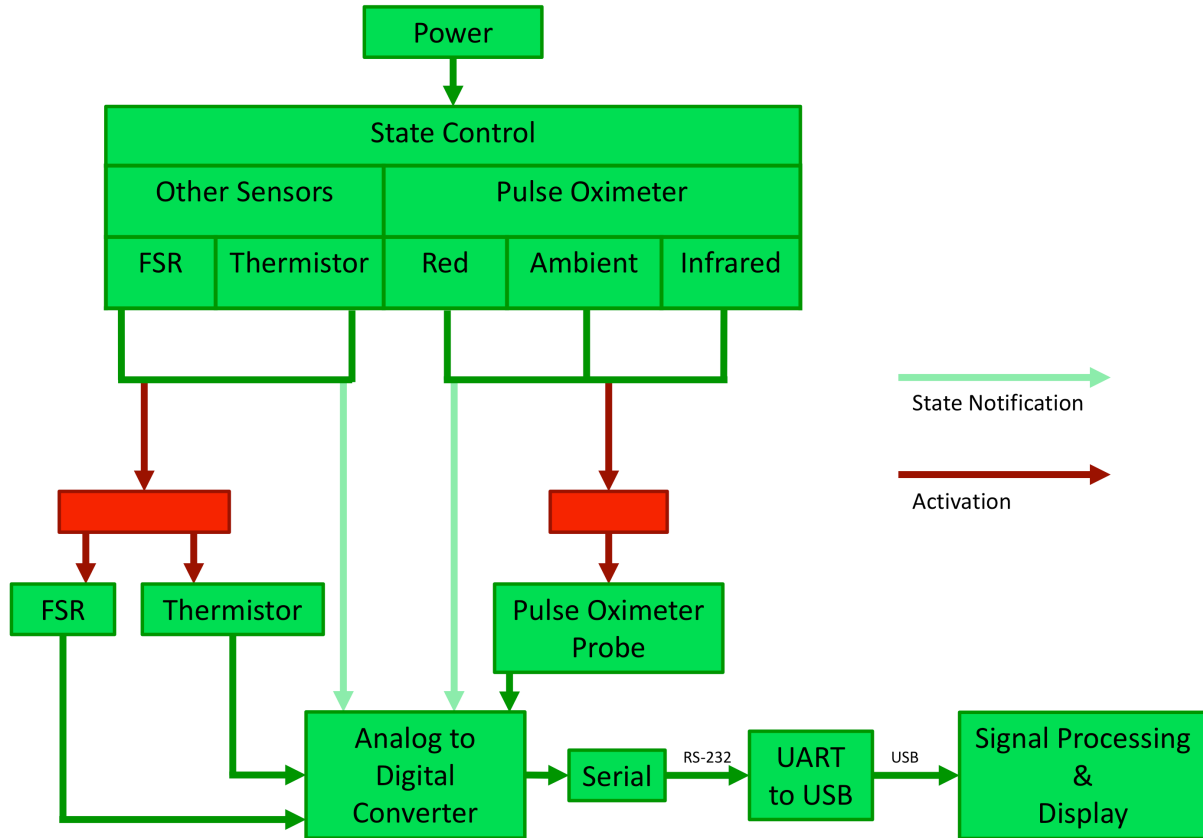 Power
State Control
Other Sensors
Pulse Oximeter
FSR
Thermistor
Red
Ambient
Infrared
State Notification
Activation
FSR
Thermistor
Pulse Oximeter
Probe
Analog to
Digital
Converter
Serial
RS-232
UART
to USB
USB
Signal Processing
&
Display